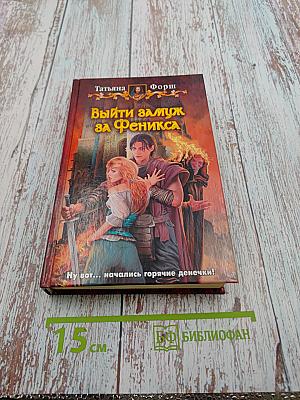 Татьяна Форш
Выйти замуж
за Феникса
Ну вот... начались горячие денечки!
15 см
БИБЛИОФАН